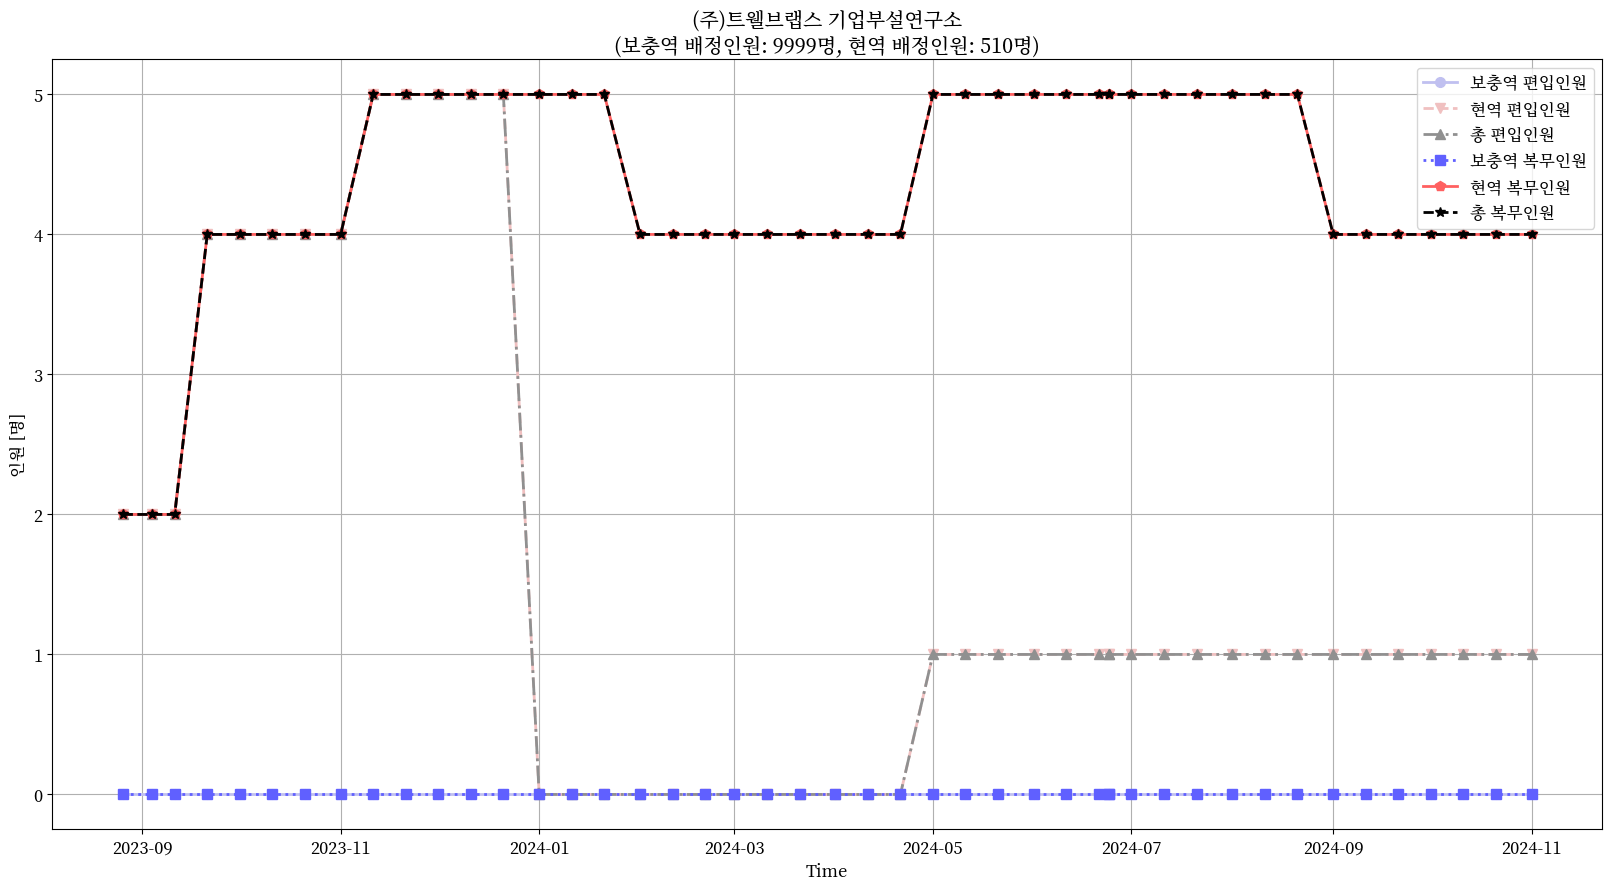 (주)트웰브랩스 기업부설연구소
(보충역 배정인원: 9999명, 현역 배정인원: 510명)
보충역 편입인원
현역 편입인원
총 편입인원
보충역 복무인원
현역 복무인원
총 복무인원
인원 [명]
5
4
3
2
1
0
2023-09
2023-11
2024-01
2024-03
2024-05
2024-07
2024-09
2024-11
Time